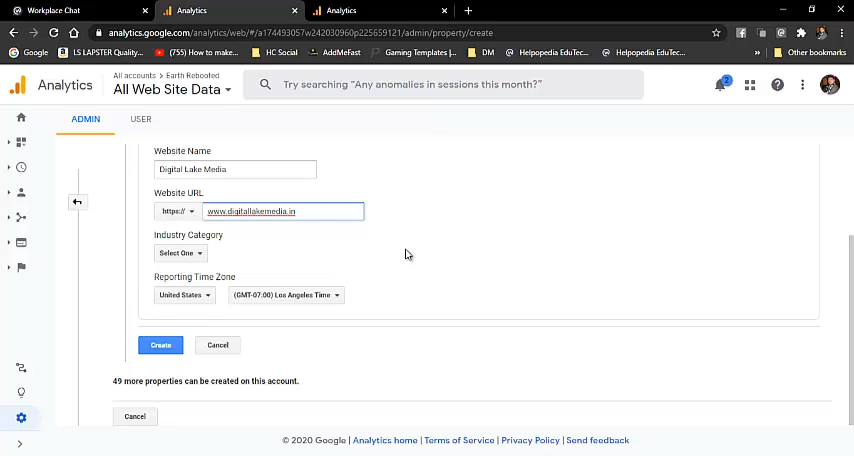 Workplace Chat
Analytics
Analytics
analytics.google.com/analytics/web/#/a174493057w242030960p225659121/admin/property/create
Google
LS LAPSTER Quality...
(755) How to make...
HC Social
AddMeFast
Gaming Templates |...
DM
Helpopedia EduTec...
Helpopedia EduTec...
»
Other bookmarks
Analytics
All accounts > Earth Rebooted
All Web Site Data
Try searching “Any anomalies in sessions this month?”
2
ADMIN
USER
Website Name
Digital Lake Media
Website URL
https://
www.digitallakemedia.in
Industry Category
Select One
Reporting Time Zone
United States
(GMT-07:00) Los Angeles Time
Create
Cancel
49 more properties can be created on this account.
Cancel
© 2020 Google | Analytics home | Terms of Service | Privacy Policy | Send feedback